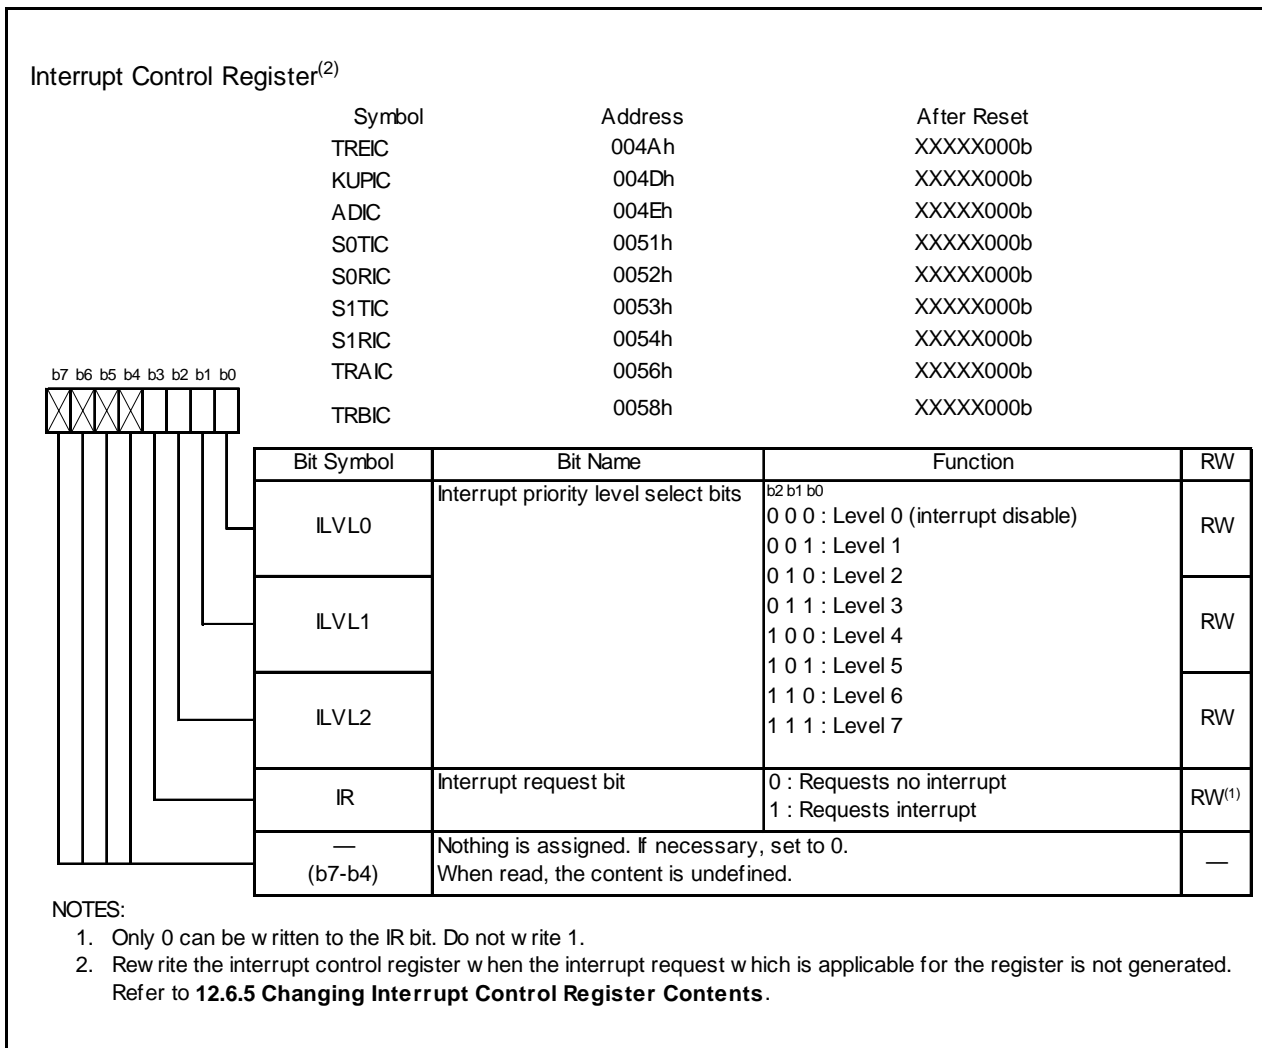 Interrupt Control Register(2)
Symbol Address After Reset
TREIC 004Ah XXXXX000b
KUPIC 004Dh XXXXX000b
ADIC 004Eh XXXXX000b
S0TIC 0051h XXXXX000b
S0RIC 0052h XXXXX000b
S1TIC 0053h XXXXX000b
S1RIC 0054h XXXXX000b
TRAIC 0056h XXXXX000b
b7 b6 b5 b4 b3 b2 b1 b0
TRBIC 0058h XXXXX000b
Bit Symbol Bit Name Function RW
ILVL0 Interrupt priority level select bits b2 b1 b0
0 0 0 : Level 0 (interrupt disable) RW
0 0 1 : Level 1
0 1 0 : Level 2
ILVL1 0 1 1 : Level 3 RW
1 0 0 : Level 4
1 0 1 : Level 5
ILVL2 1 1 0 : Level 6 RW
1 1 1 : Level 7
IR Interrupt request bit 0 : Requests no interrupt RW(1)
1 : Requests interrupt
— Nothing is assigned. If necessary, set to 0. —
(b7-b4) When read, the content is undefined.
NOTES:
1. Only 0 can be written to the IR bit. Do not write 1.
2. Rewrite the interrupt control register when the interrupt request which is applicable for the register is not generated.
Refer to 12.6.5 Changing Interrupt Control Register Contents.